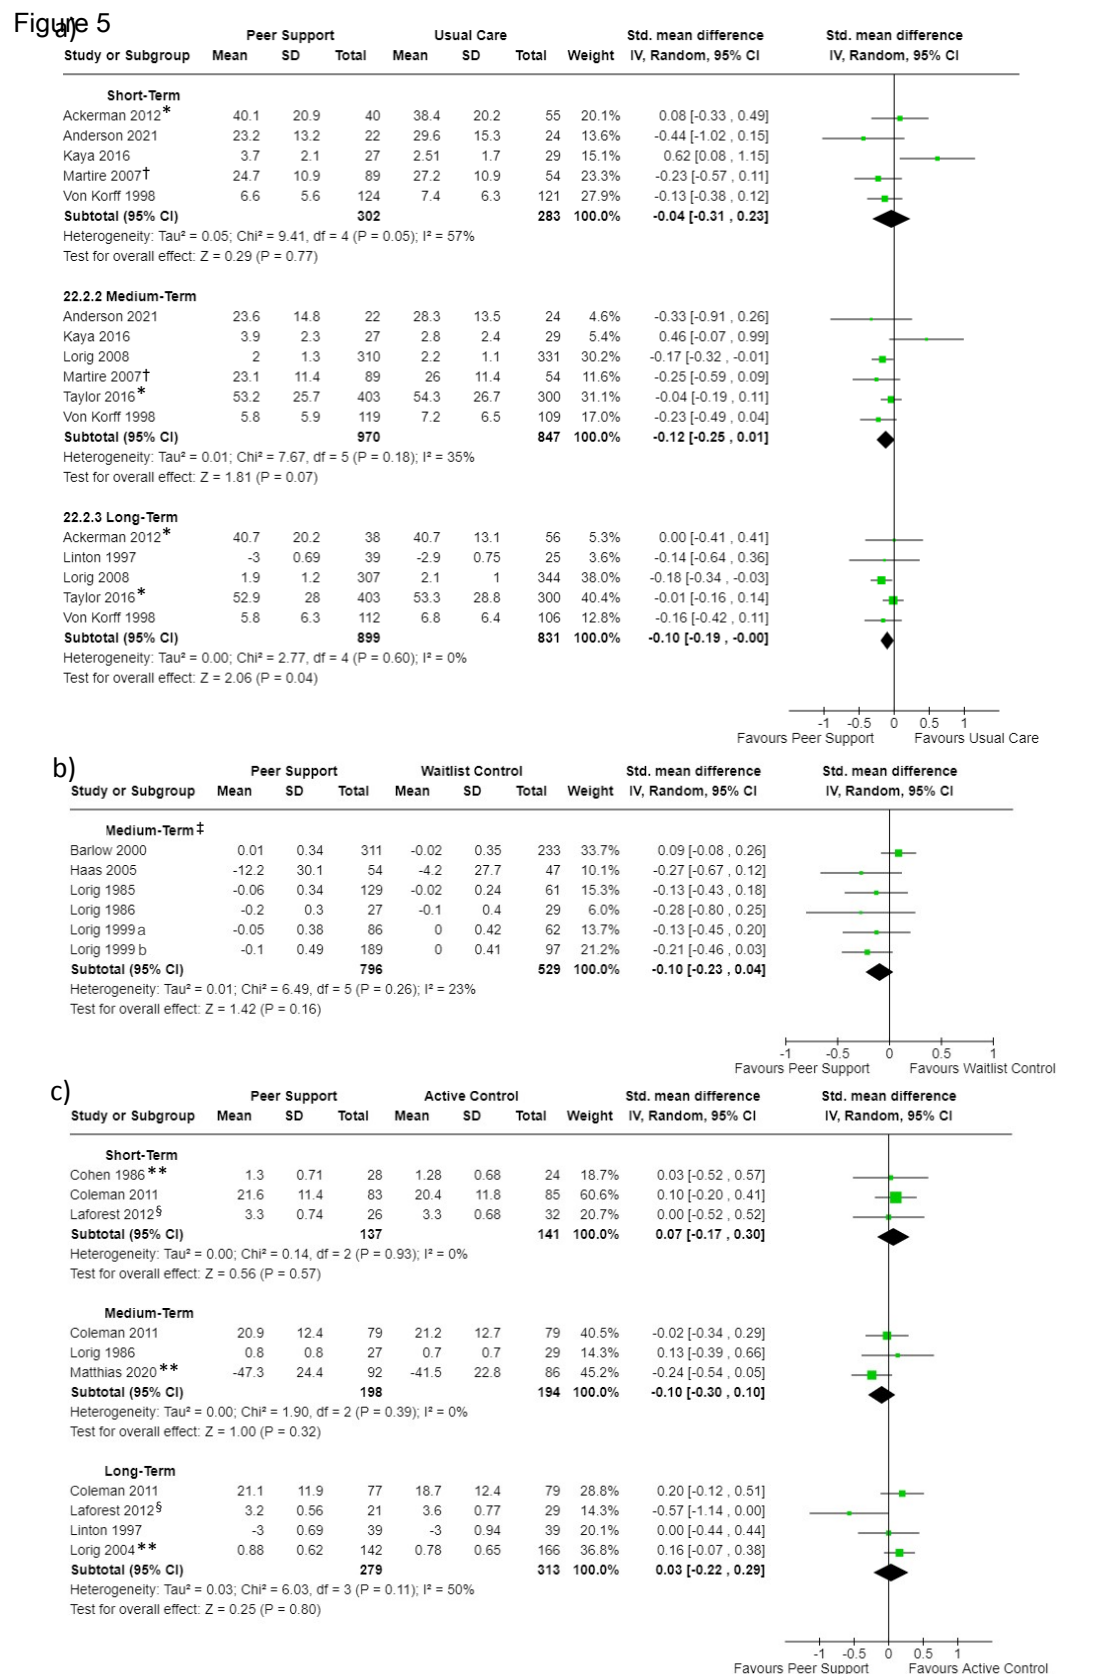 Figure 5
a)
Peer Support Usual Care Std. mean difference Std. mean difference
Study or Subgroup Mean SD Total Mean SD Total Weight IV, Random, 95% CI IV, Random, 95% CI
Short-Term
Ackerman 2012* 40.1 20.9 40 38.4 20.2 55 20.1% 0.08 [-0.33 , 0.49]
Anderson 2021 23.2 13.2 22 29.6 15.3 24 13.6% -0.44 [-1.02 , 0.15]
Kaya 2016 3.7 2.1 27 2.51 1.7 29 15.1% 0.62 [0.08 , 1.15]
Martire 2007† 24.7 10.9 89 27.2 10.9 54 23.3% -0.23 [-0.57 , 0.11]
Von Korff 1998 6.6 5.6 124 7.4 6.3 121 27.9% -0.13 [-0.38 , 0.12]
Subtotal (95% CI) 302 283 100.0% -0.04 [-0.31 , 0.23]
Heterogeneity: Tau² = 0.05; Chi² = 9.41, df = 4 (P = 0.05); I² = 57%
Test for overall effect: Z = 0.29 (P = 0.77)
22.2.2 Medium-Term
Anderson 2021 23.6 14.8 22 28.3 13.5 24 4.6% -0.33 [-0.91 , 0.26]
Kaya 2016 3.9 2.3 27 2.8 2.4 29 5.4% 0.46 [-0.07 , 0.99]
Lorig 2008 2 1.3 310 2.2 1.1 331 30.2% -0.17 [-0.32 , -0.01]
Martire 2007† 23.1 11.4 89 26 11.4 54 11.6% -0.25 [-0.59 , 0.09]
Taylor 2016* 53.2 25.7 403 54.3 26.7 300 31.1% -0.04 [-0.19 , 0.11]
Von Korff 1998 5.8 5.9 119 7.2 6.5 109 17.0% -0.23 [-0.49 , 0.04]
Subtotal (95% CI) 970 847 100.0% -0.12 [-0.25 , 0.01]
Heterogeneity: Tau² = 0.01; Chi² = 7.67, df = 5 (P = 0.18); I² = 35%
Test for overall effect: Z = 1.81 (P = 0.07)
22.2.3 Long-Term
Ackerman 2012* 40.7 20.2 38 40.7 13.1 56 5.3% 0.00 [-0.41 , 0.41]
Linton 1997 -3 0.69 39 -2.9 0.75 25 3.6% -0.14 [-0.64 , 0.36]
Lorig 2008 1.9 1.2 307 2.1 1 344 38.0% -0.18 [-0.34 , -0.03]
Taylor 2016* 52.9 28 403 53.3 28.8 300 40.4% -0.01 [-0.16 , 0.14]
Von Korff 1998 5.8 6.3 112 6.8 6.4 106 12.8% -0.16 [-0.42 , 0.11]
Subtotal (95% CI) 899 831 100.0% -0.10 [-0.19 , -0.00]
Heterogeneity: Tau² = 0.00; Chi² = 2.77, df = 4 (P = 0.60); I² = 0%
Test for overall effect: Z = 2.06 (P = 0.04)
-1 -0.5 0 0.5 1
Favours Peer Support Favours Usual Care
b)
Peer Support Waitlist Control Std. mean difference Std. mean difference
Study or Subgroup Mean SD Total Mean SD Total Weight IV, Random, 95% CI IV, Random, 95% CI
Medium-Term‡
Barlow 2000 0.01 0.34 311 -0.02 0.35 233 33.7% 0.09 [-0.08 , 0.26]
Haas 2005 -12.2 30.1 54 -4.2 27.7 47 10.1% -0.27 [-0.67 , 0.12]
Lorig 1985 -0.06 0.34 129 -0.02 0.24 61 15.3% -0.13 [-0.43 , 0.18]
Lorig 1986 -0.2 0.3 27 -0.1 0.4 29 6.0% -0.28 [-0.80 , 0.25]
Lorig 1999 a -0.05 0.38 86 0 0.42 62 13.7% -0.13 [-0.45 , 0.20]
Lorig 1999 b -0.1 0.49 189 0 0.41 97 21.2% -0.21 [-0.46 , 0.03]
Subtotal (95% CI) 796 529 100.0% -0.10 [-0.23 , 0.04]
Heterogeneity: Tau² = 0.01; Chi² = 6.49, df = 5 (P = 0.26); I² = 23%
Test for overall effect: Z = 1.42 (P = 0.16)
-1 -0.5 0 0.5 1
Favours Peer Support Favours Waitlist Control
c)
Peer Support Active Control Std. mean difference Std. mean difference
Study or Subgroup Mean SD Total Mean SD Total Weight IV, Random, 95% CI IV, Random, 95% CI
Short-Term
Cohen 1986** 1.3 0.71 28 1.28 0.68 24 18.7% 0.03 [-0.52 , 0.57]
Coleman 2011 21.6 11.4 83 20.4 11.8 85 60.6% 0.10 [-0.20 , 0.41]
Laforest 2012§ 3.3 0.74 26 3.3 0.68 32 20.7% 0.00 [-0.52 , 0.52]
Subtotal (95% CI) 137 141 100.0% 0.07 [-0.17 , 0.30]
Heterogeneity: Tau² = 0.00; Chi² = 0.14, df = 2 (P = 0.93); I² = 0%
Test for overall effect: Z = 0.56 (P = 0.57)
Medium-Term
Coleman 2011 20.9 12.4 79 21.2 12.7 79 40.5% -0.02 [-0.34 , 0.29]
Lorig 1986 0.8 0.8 27 0.7 0.7 29 14.3% 0.13 [-0.39 , 0.66]
Matthias 2020** -47.3 24.4 92 -41.5 22.8 86 45.2% -0.24 [-0.54 , 0.05]
Subtotal (95% CI) 198 194 100.0% -0.10 [-0.30 , 0.10]
Heterogeneity: Tau² = 0.00; Chi² = 1.90, df = 2 (P = 0.39); I² = 0%
Test for overall effect: Z = 1.00 (P = 0.32)
Long-Term
Coleman 2011 21.1 11.9 77 18.7 12.4 79 28.8% 0.20 [-0.12 , 0.51]
Laforest 2012§ 3.2 0.56 21 3.6 0.77 29 14.3% -0.57 [-1.14 , 0.00]
Linton 1997 -3 0.69 39 -3 0.94 39 20.1% 0.00 [-0.44 , 0.44]
Lorig 2004** 0.88 0.62 142 0.78 0.65 166 36.8% 0.16 [-0.07 , 0.38]
Subtotal (95% CI) 279 313 100.0% 0.03 [-0.22 , 0.29]
Heterogeneity: Tau² = 0.03; Chi² = 6.03, df = 3 (P = 0.11); I² = 50%
Test for overall effect: Z = 0.25 (P = 0.80)
-1 -0.5 0 0.5 1
Favours Peer Support Favours Active Control